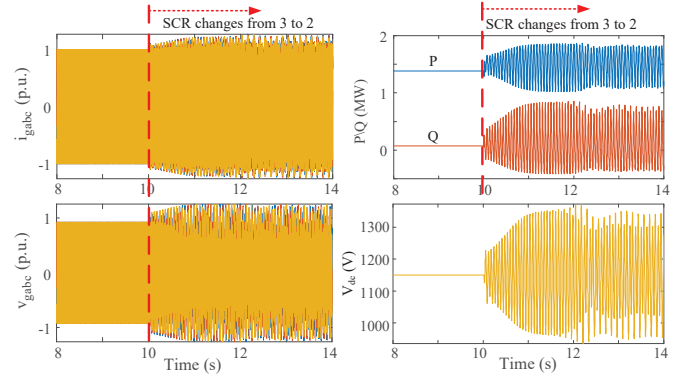 SCR changes from 3 to 2
1
0
-1
i_gabc (p.u.)
8
10
12
14
SCR changes from 3 to 2
2
1
0
P\Q (MW)
P
Q
8
10
12
14
1
0
-1
v_gabc (p.u.)
8
10
12
14
Time (s)
1300
1200
1100
1000
V_dc (V)
8
10
12
14
Time (s)